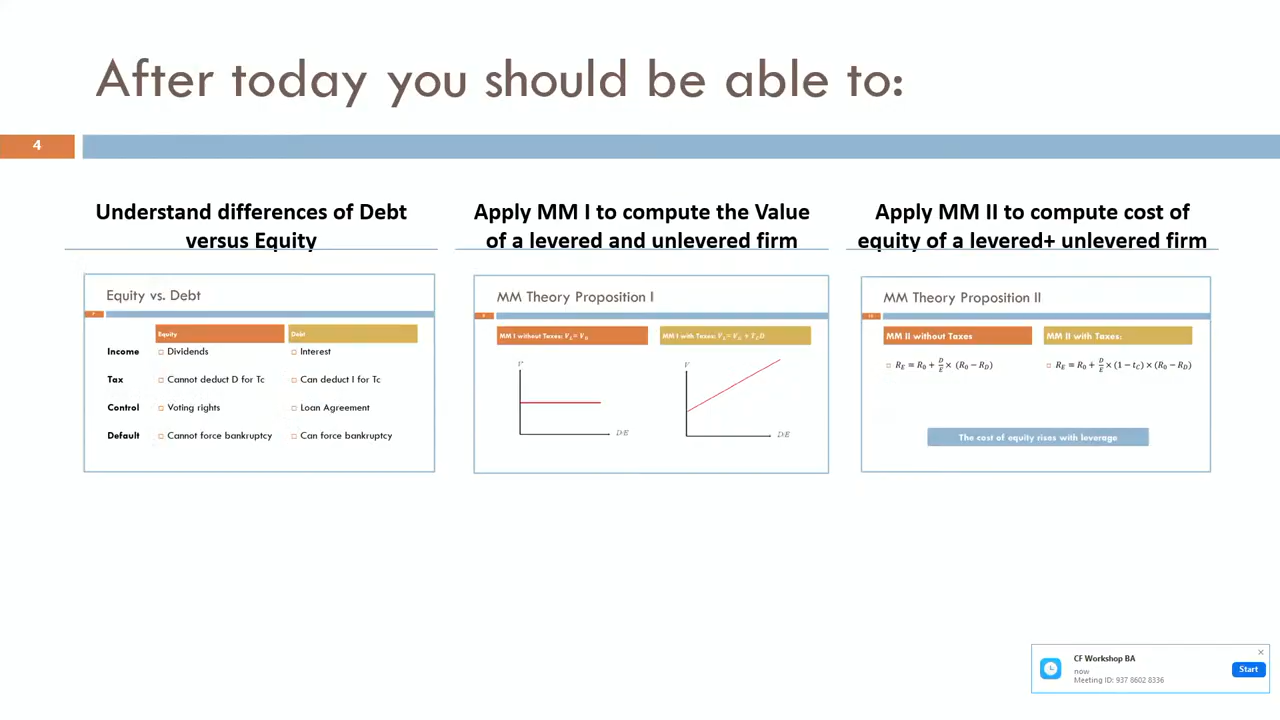 After today you should be able to:
4
Understand differences of Debt
versus Equity
Equity vs. Debt
7
Equity
Debt
Income
□ Dividends
□ Interest
Tax
□ Cannot deduct D for Tc
□ Can deduct I for Tc
Control
□ Voting rights
□ Loan Agreement
Default
□ Cannot force bankruptcy
□ Can force bankruptcy
Apply MM I to compute the Value
of a levered and unlevered firm
MM Theory Proposition I
MM I without Taxes: V_L = V_U
MM I with Taxes: V_L = V_U + T_C D
V
D/E
V
D/E
Apply MM II to compute cost of
equity of a levered+ unlevered firm
MM Theory Proposition II
MM II without Taxes
MM II with Taxes:
□ R_E = R_0 + D/E × (R_0 − R_D)
□ R_E = R_0 + D/E × (1 − t_C) × (R_0 − R_D)
The cost of equity rises with leverage
CF Workshop BA
now
Meeting ID: 937 8602 8336
Start